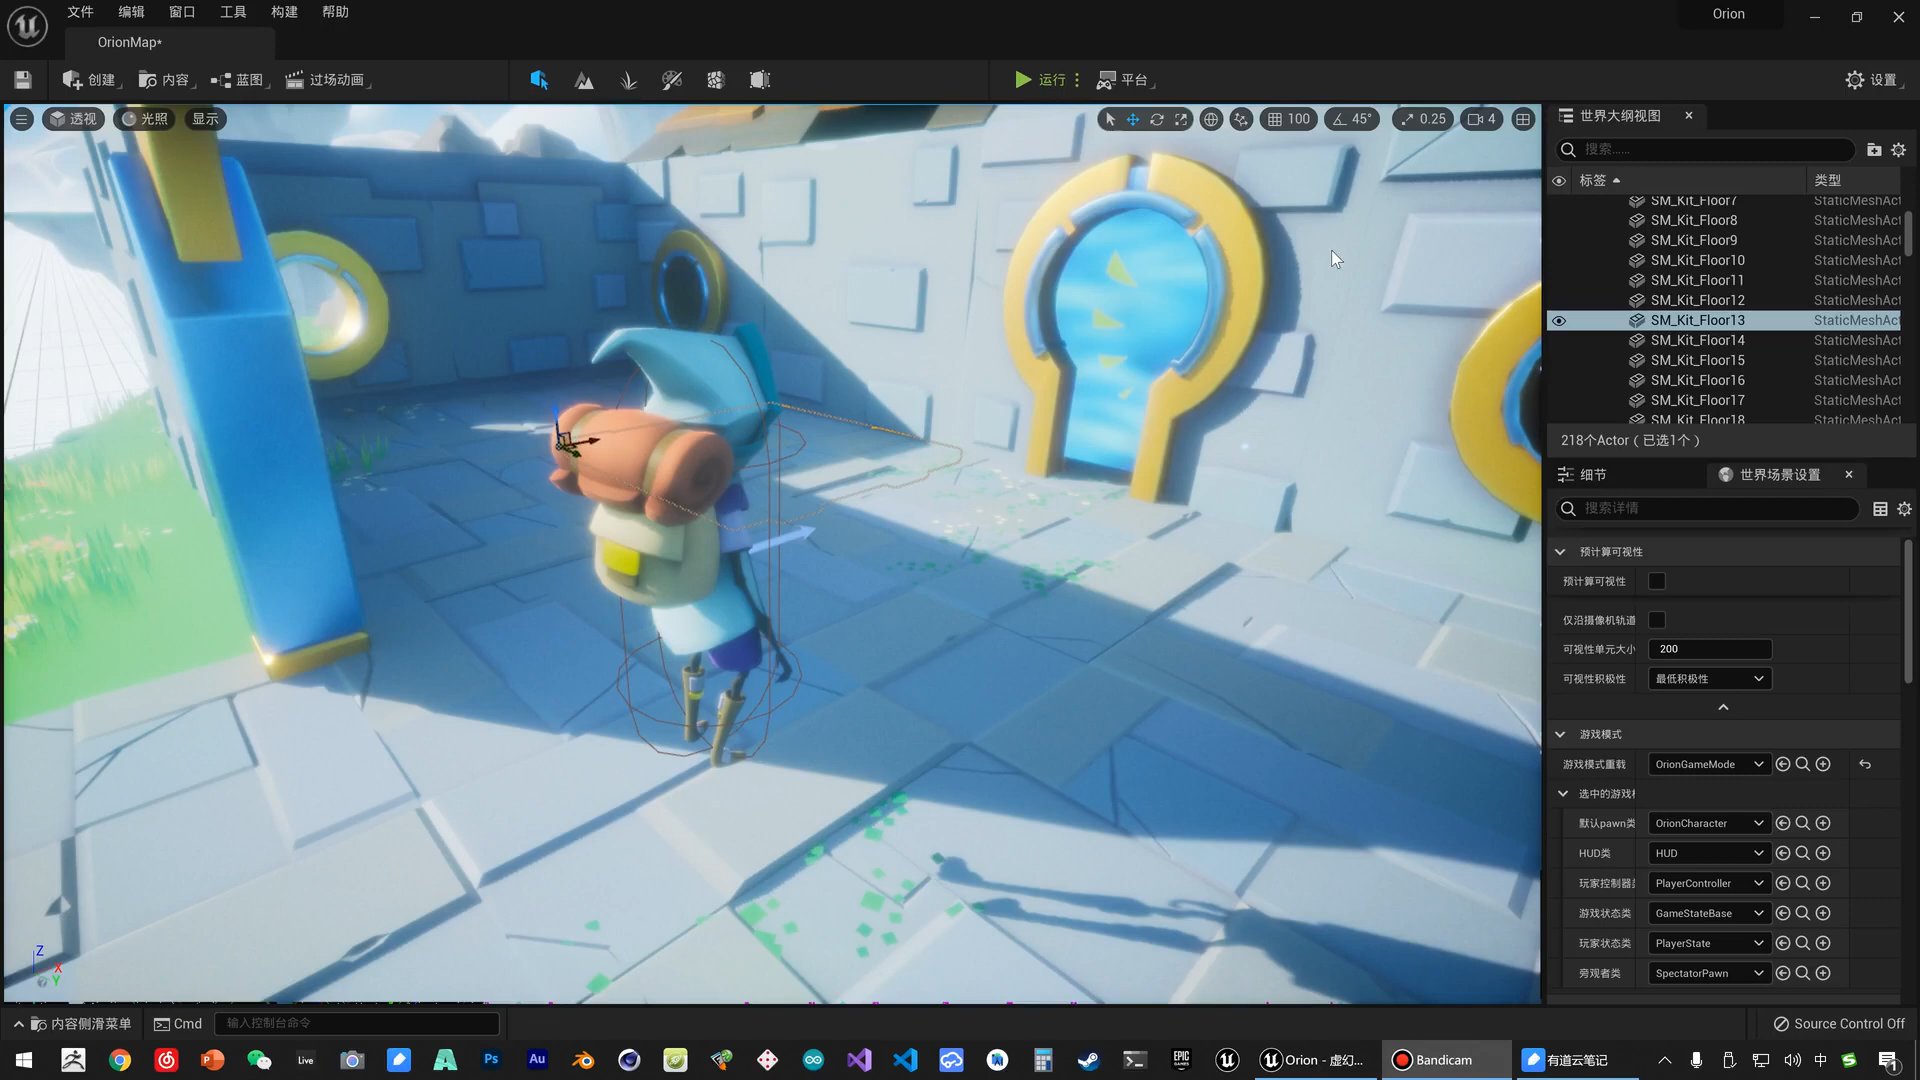 文件 编辑 窗口 工具 构建 帮助
Orion
OrionMap*
创建 内容 蓝图 过场动画 运行 平台 设置
透视 光照 显示 100 45° 0.25 4
世界大纲视图
搜索……
标签 类型
SM_Kit_Floor7 StaticMeshAct
SM_Kit_Floor8 StaticMeshAct
SM_Kit_Floor9 StaticMeshAct
SM_Kit_Floor10 StaticMeshAct
SM_Kit_Floor11 StaticMeshAct
SM_Kit_Floor12 StaticMeshAct
SM_Kit_Floor13 StaticMeshAct
SM_Kit_Floor14 StaticMeshAct
SM_Kit_Floor15 StaticMeshAct
SM_Kit_Floor16 StaticMeshAct
SM_Kit_Floor17 StaticMeshAct
SM_Kit_Floor18 StaticMeshAct
218个Actor（已选1个）
细节 世界场景设置
搜索详情
预计算可视性
预计算可视性
仅沿摄像机轨道
可视性单元大小 200
可视性积极性 最低积极性
游戏模式
游戏模式重载 OrionGameMode
选中的游戏
默认pawn类 OrionCharacter
HUD类 HUD
玩家控制器 PlayerController
游戏状态类 GameStateBase
玩家状态类 PlayerState
旁观者类 SpectatorPawn
Z
X
Y
内容侧滑菜单 Cmd 输入控制台命令 Source Control Off
Live Ps Au EPIC GAMES Orion - 虚幻... Bandicam 有道云笔记 中 1